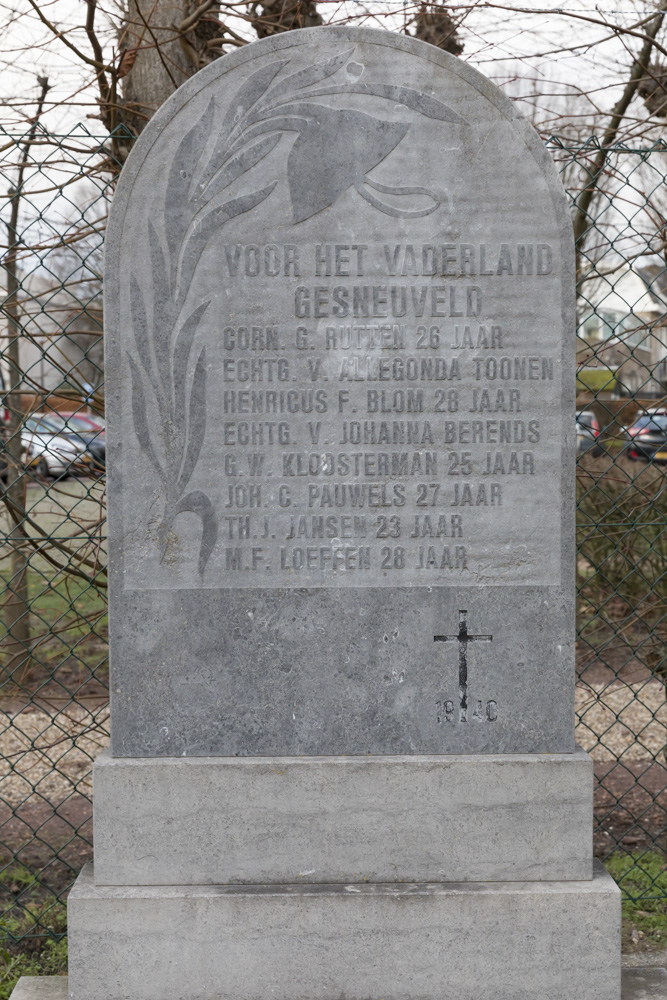 VOOR HET VADERLAND
GESNEUVELD
CORN. G. RUTTEN 26 JAAR
ECHTG. V. ALLEGONDA TOONEN
HENRICUS F. BLOM 28 JAAR
ECHTG. V. JOHANNA BERENDS
G.W. KLOOSTERMAN 25 JAAR
JOH. C. PAUWELS 27 JAAR
TH.J. JANSEN 23 JAAR
M.F. LOEFFEN 28 JAAR
1940